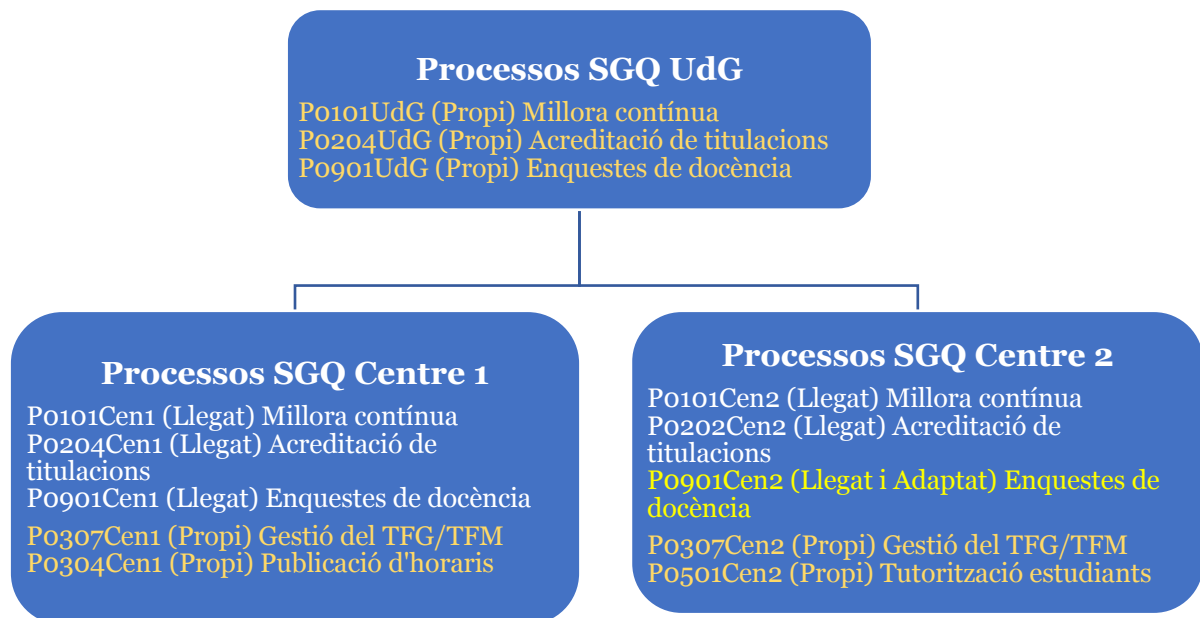 Processos SGQ UdG
P0101UdG (Propi) Millora contínua
P0204UdG (Propi) Acreditació de titulacions
P0901UdG (Propi) Enquestes de docència
Processos SGQ Centre 1
P0101Cen1 (Llegat) Millora contínua
P0204Cen1 (Llegat) Acreditació de
titulacions
P0901Cen1 (Llegat) Enquestes de docència
P0307Cen1 (Propi) Gestió del TFG/TFM
P0304Cen1 (Propi) Publicació d'horaris
Processos SGQ Centre 2
P0101Cen2 (Llegat) Millora contínua
P0202Cen2 (Llegat) Acreditació de
titulacions
P0901Cen2 (Llegat i Adaptat) Enquestes de
docència
P0307Cen2 (Propi) Gestió del TFG/TFM
P0501Cen2 (Propi) Tutorització estudiants